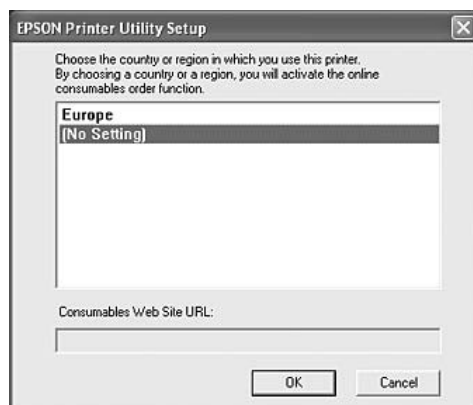 EPSON Printer Utility Setup
Choose the country or region in which you use this printer.
By choosing a country or a region, you will activate the online
consumables order function.
Europe
(No Setting)
Consumables Web Site URL:
OK
Cancel